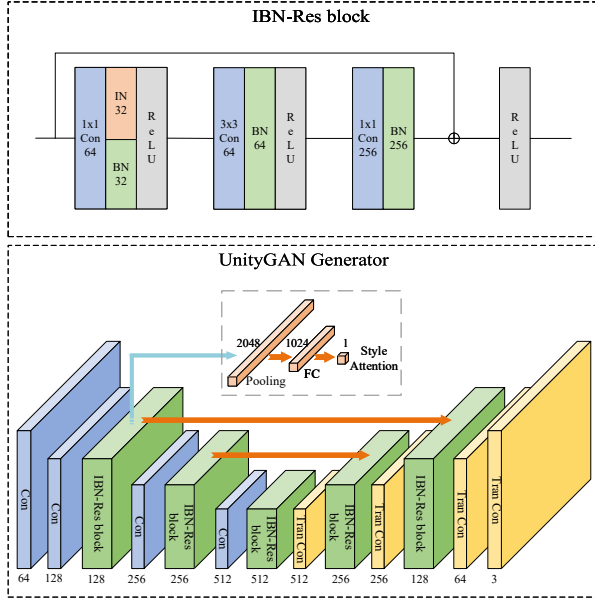 IBN-Res block
1x1
Con
64
IN
32
BN
32
R
e
L
U
3x3
Con
64
BN
64
R
e
L
U
1x1
Con
256
BN
256
R
e
L
U
UnityGAN Generator
2048
1024
1
Pooling
FC
Style
Attention
Con
Con
IBN-Res block
Con
IBN-Res
block
Con
IBN-Res
block
Tran Con
IBN-Res
block
Tran Con
IBN-Res block
Tran Con
Tran Con
64
128
128
256
256
512
512
512
256
256
128
64
3